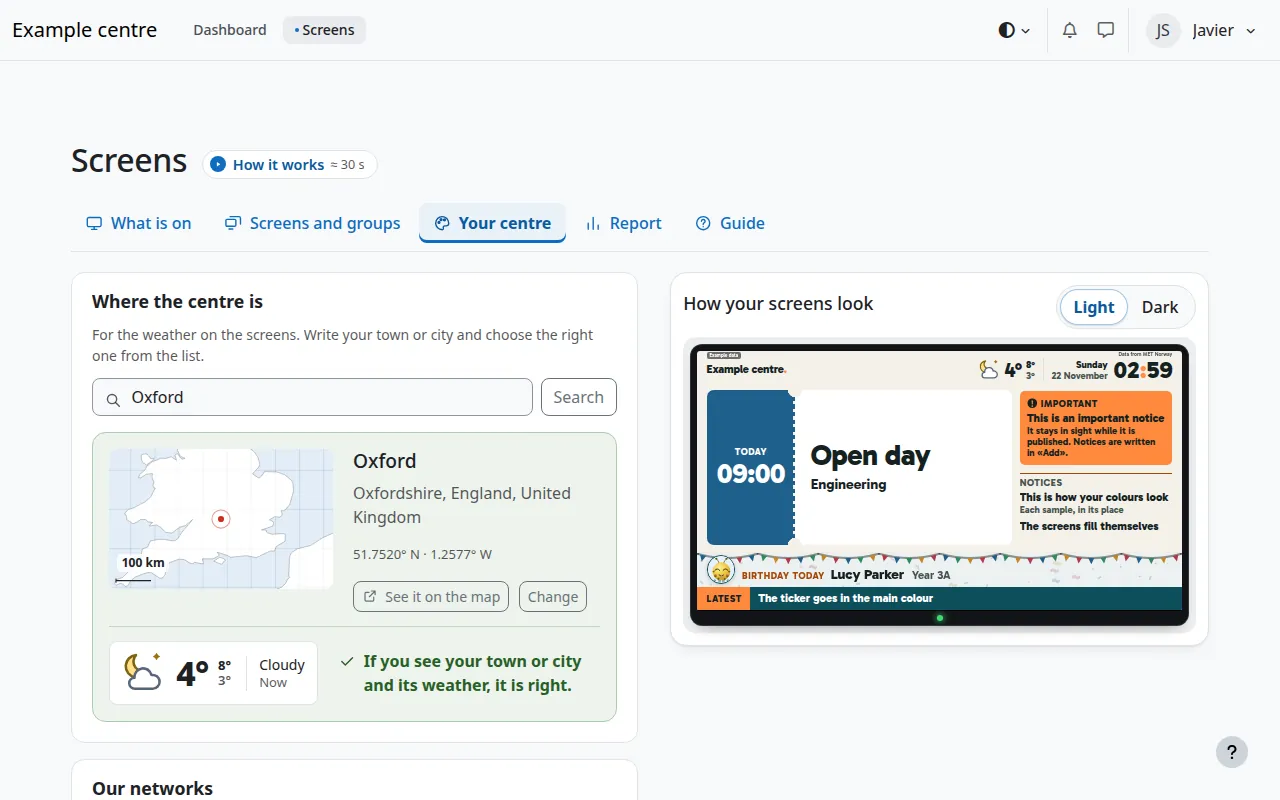 Example centre
Dashboard
Screens
JS
Javier
Screens
How it works ≈ 30 s
What is on
Screens and groups
Your centre
Report
Guide
Where the centre is
For the weather on the screens. Write your town or city and choose the right
one from the list.
Oxford
Search
100 km
Oxford
Oxfordshire, England, United
Kingdom
51.7520° N · 1.2577° W
See it on the map
Change
4°
8°
3°
Cloudy
Now
If you see your town or city
and its weather, it is right.
Our networks
How your screens look
Light
Dark
Example data
Data from MET Norway
Example centre.
4°
8°
3°
Sunday
22 November
02:59
TODAY
09:00
Open day
Engineering
IMPORTANT
This is an important notice
It stays in sight while it is
published. Notices are written
in «Add».
NOTICES
This is how your colours look
Each sample, in its place
The screens fill themselves
BIRTHDAY TODAY Lucy Parker Year 3A
LATEST
The ticker goes in the main colour
?